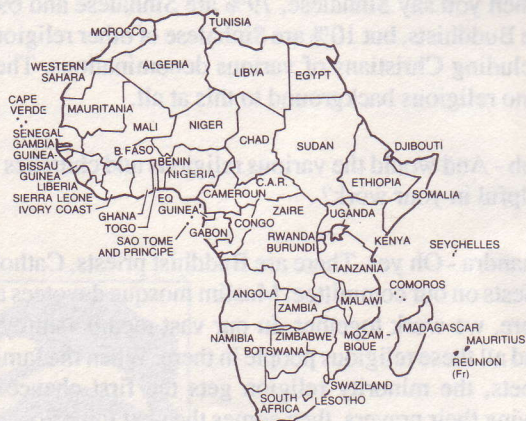 MOROCCO
TUNISIA
WESTERN
SAHARA
ALGERIA
LIBYA
EGYPT
CAPE
VERDE
MAURITANIA
MALI
NIGER
CHAD
SUDAN
DJIBOUTI
SENEGAL
GAMBIA
GUINEA
BISSAU
GUINEA
LIBERIA
SIERRA LEONE
IVORY COAST
B.FASO
BENIN
NIGERIA
GHANA
TOGO
EQ
GUINEA
SAO TOME
AND PRINCIPE
CAMEROUN
C.A.R.
ETHIOPIA
SOMALIA
GABON
CONGO
ZAIRE
UGANDA
RWANDA
BURUNDI
KENYA
SEYCHELLES
TANZANIA
COMOROS
ANGOLA
ZAMBIA
MALAWI
MADAGASCAR
MAURITIUS
REUNION
(Fr)
NAMIBIA
ZIMBABWE
MOZAM-
BIQUE
BOTSWANA
SWAZILAND
SOUTH
AFRICA
LESOTHO